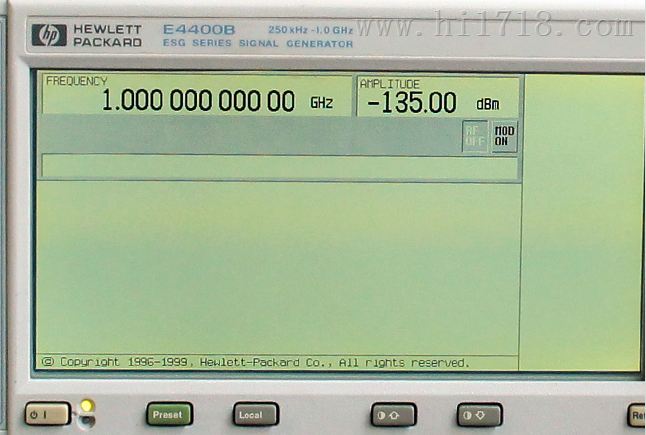 www.hi1718.com
hp HEWLETT PACKARD
E4400B 250 kHz-1.0 GHz
ESG SERIES SIGNAL GENERATOR
FREQUENCY
1.000 000 000 00 GHz
AMPLITUDE
-135.00 dBm
RF OFF
MOD ON
© Copyright 1996-1999, Hewlett-Packard Co., All rights reserved.
Preset
Local